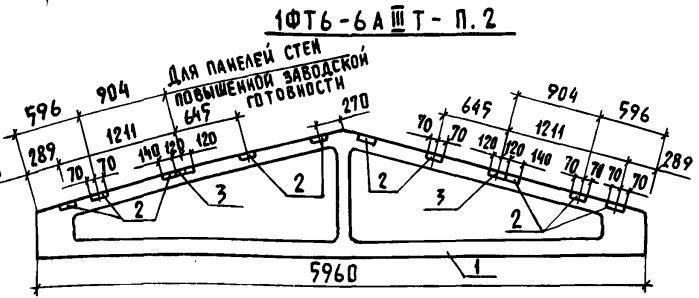 1ФТ6-6АIIIТ-П.2
ДЛЯ ПАНЕЛЕЙ СТЕН
ПОВЫШЕННОЙ ЗАВОДСКОЙ
ГОТОВНОСТИ
596 904 904 596
289 1211 645 270 645 1211 289
70 70 140 120 120 70 70 120 120 140 70 70 70 70
2 3 2 2 3 2
1
5960